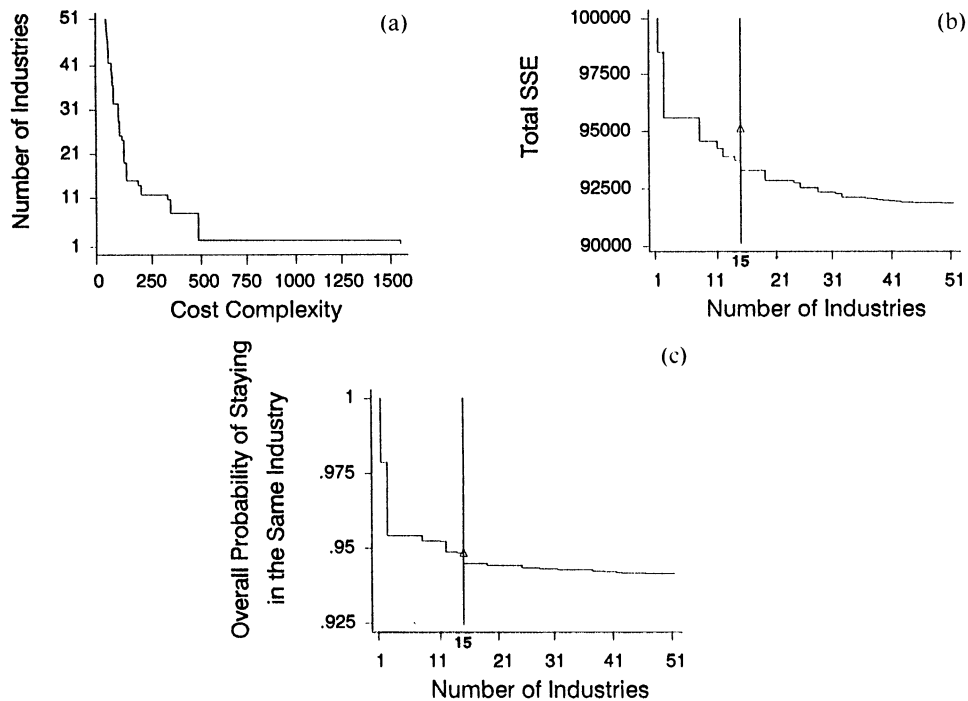 (a)
Number of Industries
51
41
31
21
11
1
0 250 500 750 1000 1250 1500
Cost Complexity
(b)
Total SSE
100000
97500
95000
92500
90000
15
1 11 21 31 41 51
Number of Industries
(c)
Overall Probability of Staying
in the Same Industry
1
.975
.95
.925
15
1 11 21 31 41 51
Number of Industries